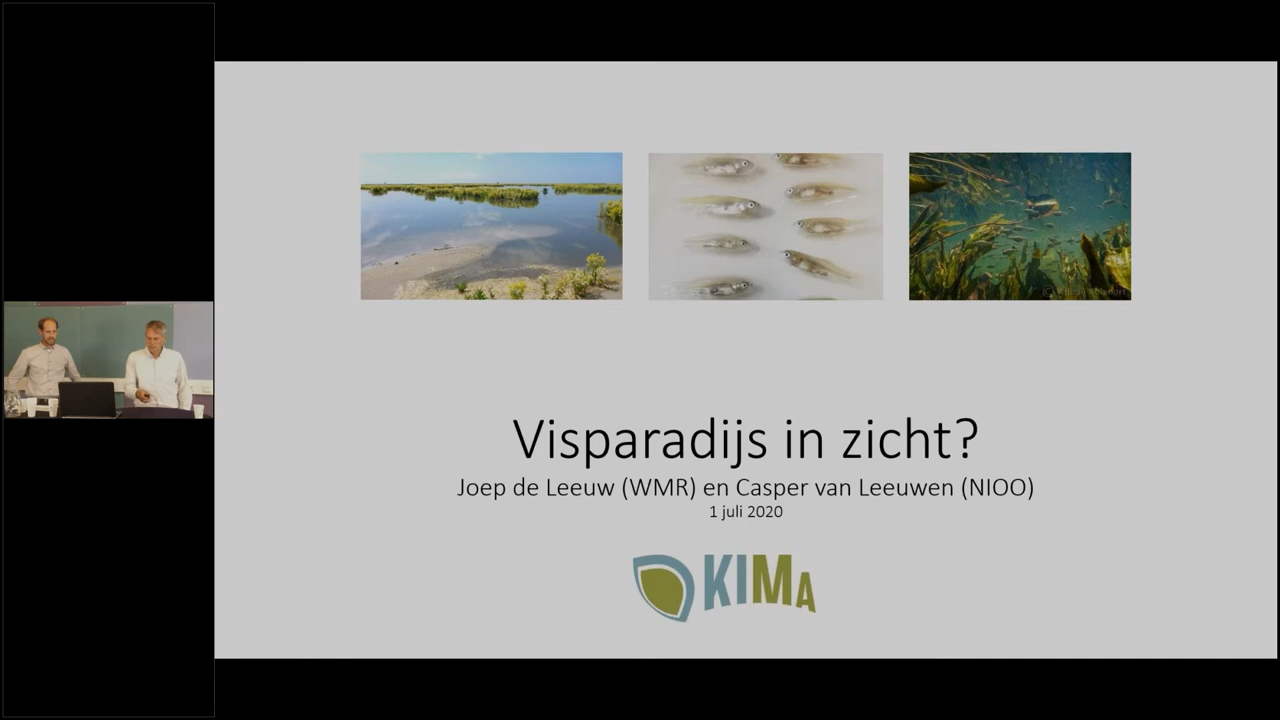 Visparadijs in zicht?
Joep de Leeuw (WMR) en Casper van Leeuwen (NIOO)
1 juli 2020
KIMA